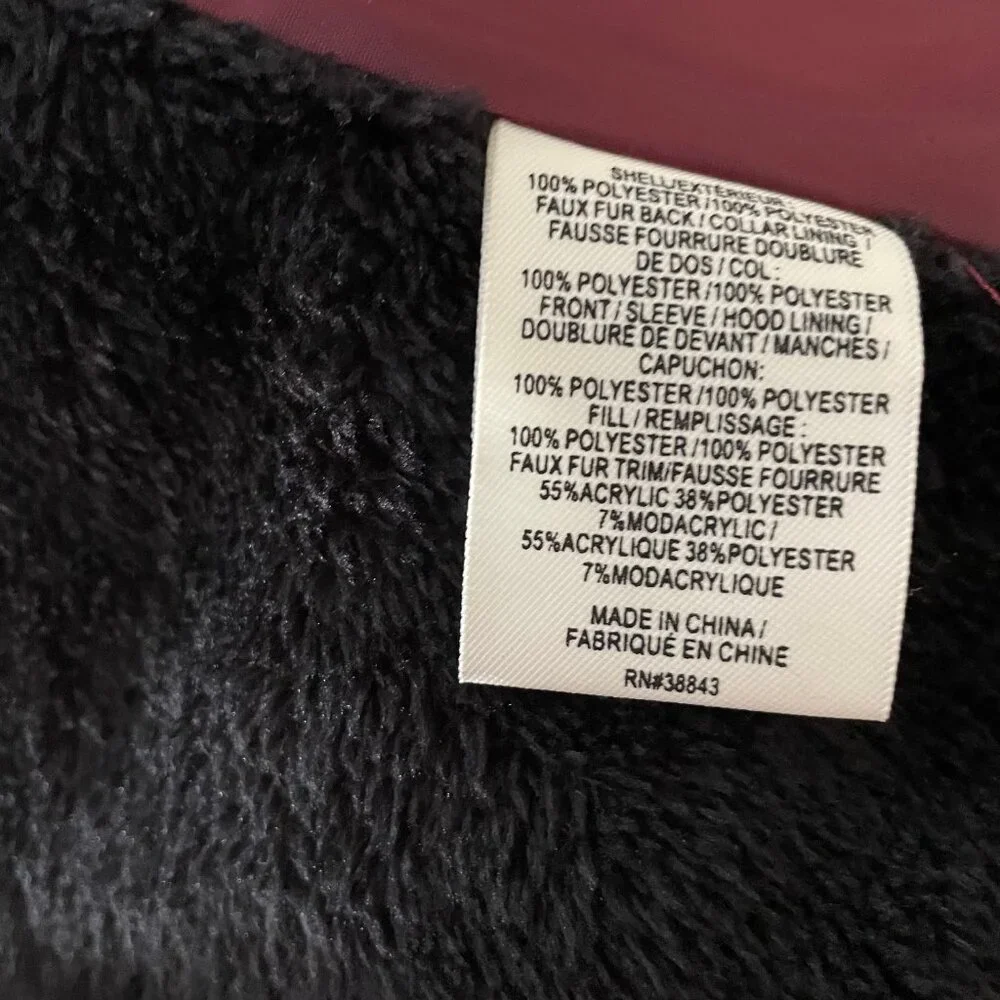 SHELL/EXTÉRIEUR:
100% POLYESTER/100% POLYESTER
FAUX FUR BACK/COLLAR LINING/
FAUSSE FOURRURE DOUBLURE
DE DOS/COL:
100% POLYESTER/100% POLYESTER
FRONT/SLEEVE/HOOD LINING/
DOUBLURE DE DEVANT/MANCHES/
CAPUCHON:
100% POLYESTER/100% POLYESTER
FILL/REMPLISSAGE:
100% POLYESTER/100% POLYESTER
FAUX FUR TRIM/FAUSSE FOURRURE
55%ACRYLIC 38%POLYESTER
7%MODACRYLIC/
55%ACRYLIQUE 38%POLYESTER
7%MODACRYLIQUE
MADE IN CHINA/
FABRIQUÉ EN CHINE
RN#38843